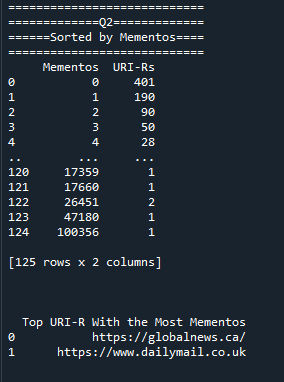 ===========================
============Q2=============
======Sorted by Mementos====
===========================
Mementos URI-Rs
0 0 401
1 1 190
2 2 90
3 3 50
4 4 28
.. ... ...
120 17359 1
121 17660 1
122 26451 2
123 47180 1
124 100356 1
[125 rows x 2 columns]
Top URI-R With the Most Mementos
0 https://globalnews.ca/
1 https://www.dailymail.co.uk